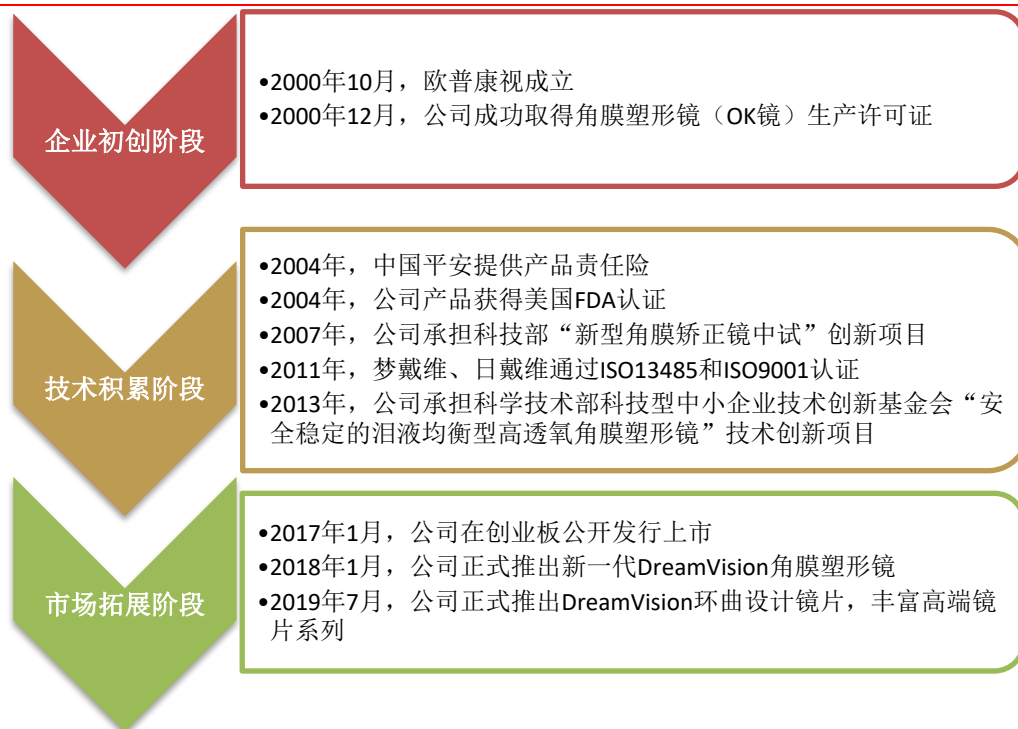 企业初创阶段
•2000年10月，欧普康视成立
•2000年12月，公司成功取得角膜塑形镜（OK镜）生产许可证
技术积累阶段
•2004年，中国平安提供产品责任险
•2004年，公司产品获得美国FDA认证
•2007年，公司承担科技部“新型角膜矫正镜中试”创新项目
•2011年，梦戴维、日戴维通过ISO13485和ISO9001认证
•2013年，公司承担科学技术部科技型中小企业技术创新基金会“安
全稳定的泪液均衡型高透氧角膜塑形镜”技术创新项目
市场拓展阶段
•2017年1月，公司在创业板公开发行上市
•2018年1月，公司正式推出新一代DreamVision角膜塑形镜
•2019年7月，公司正式推出DreamVision环曲设计镜片，丰富高端镜
片系列